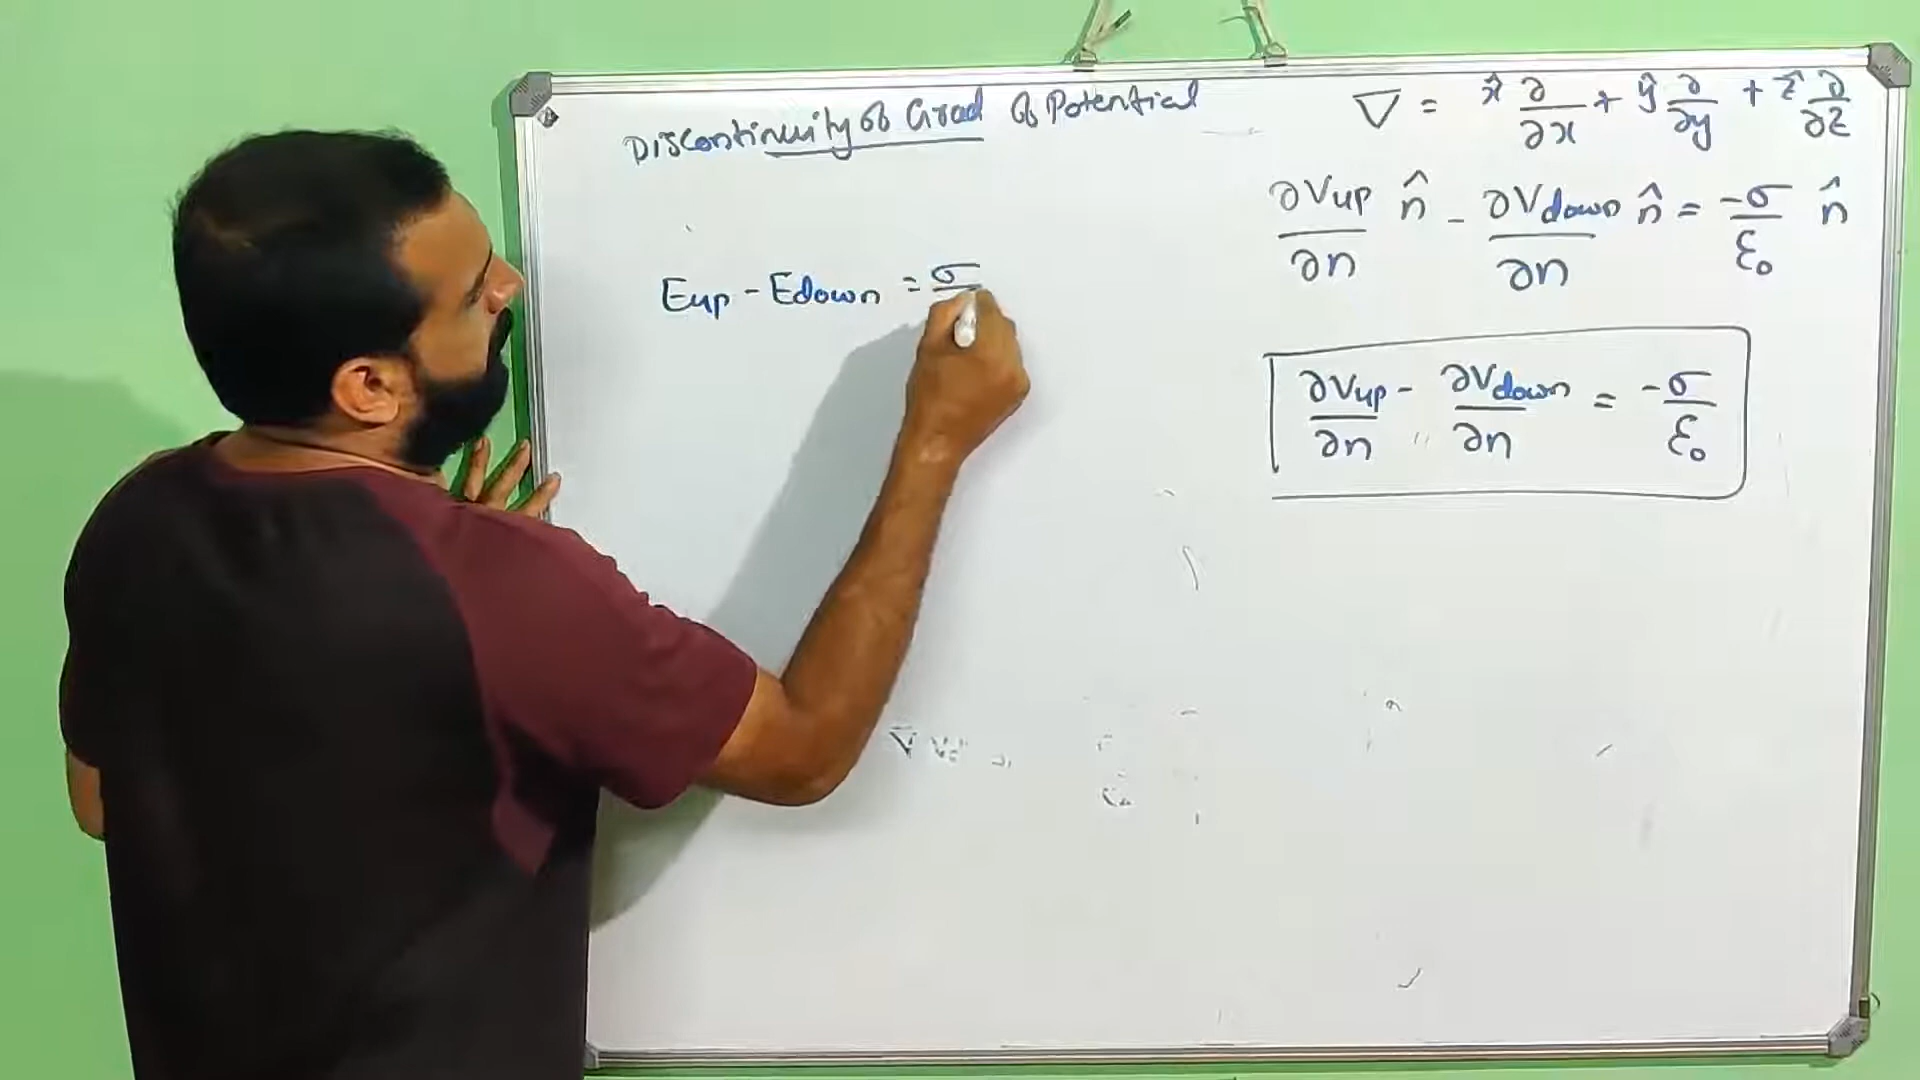 Discontinuity of Grad of Potential
Eup - Edown = σ
∇ = x̂ ∂/∂x + ŷ ∂/∂y + ẑ ∂/∂z
∂Vup/∂n n̂ - ∂Vdown/∂n n̂ = -σ/ε₀ n̂
∂Vup/∂n - ∂Vdown/∂n = -σ/ε₀